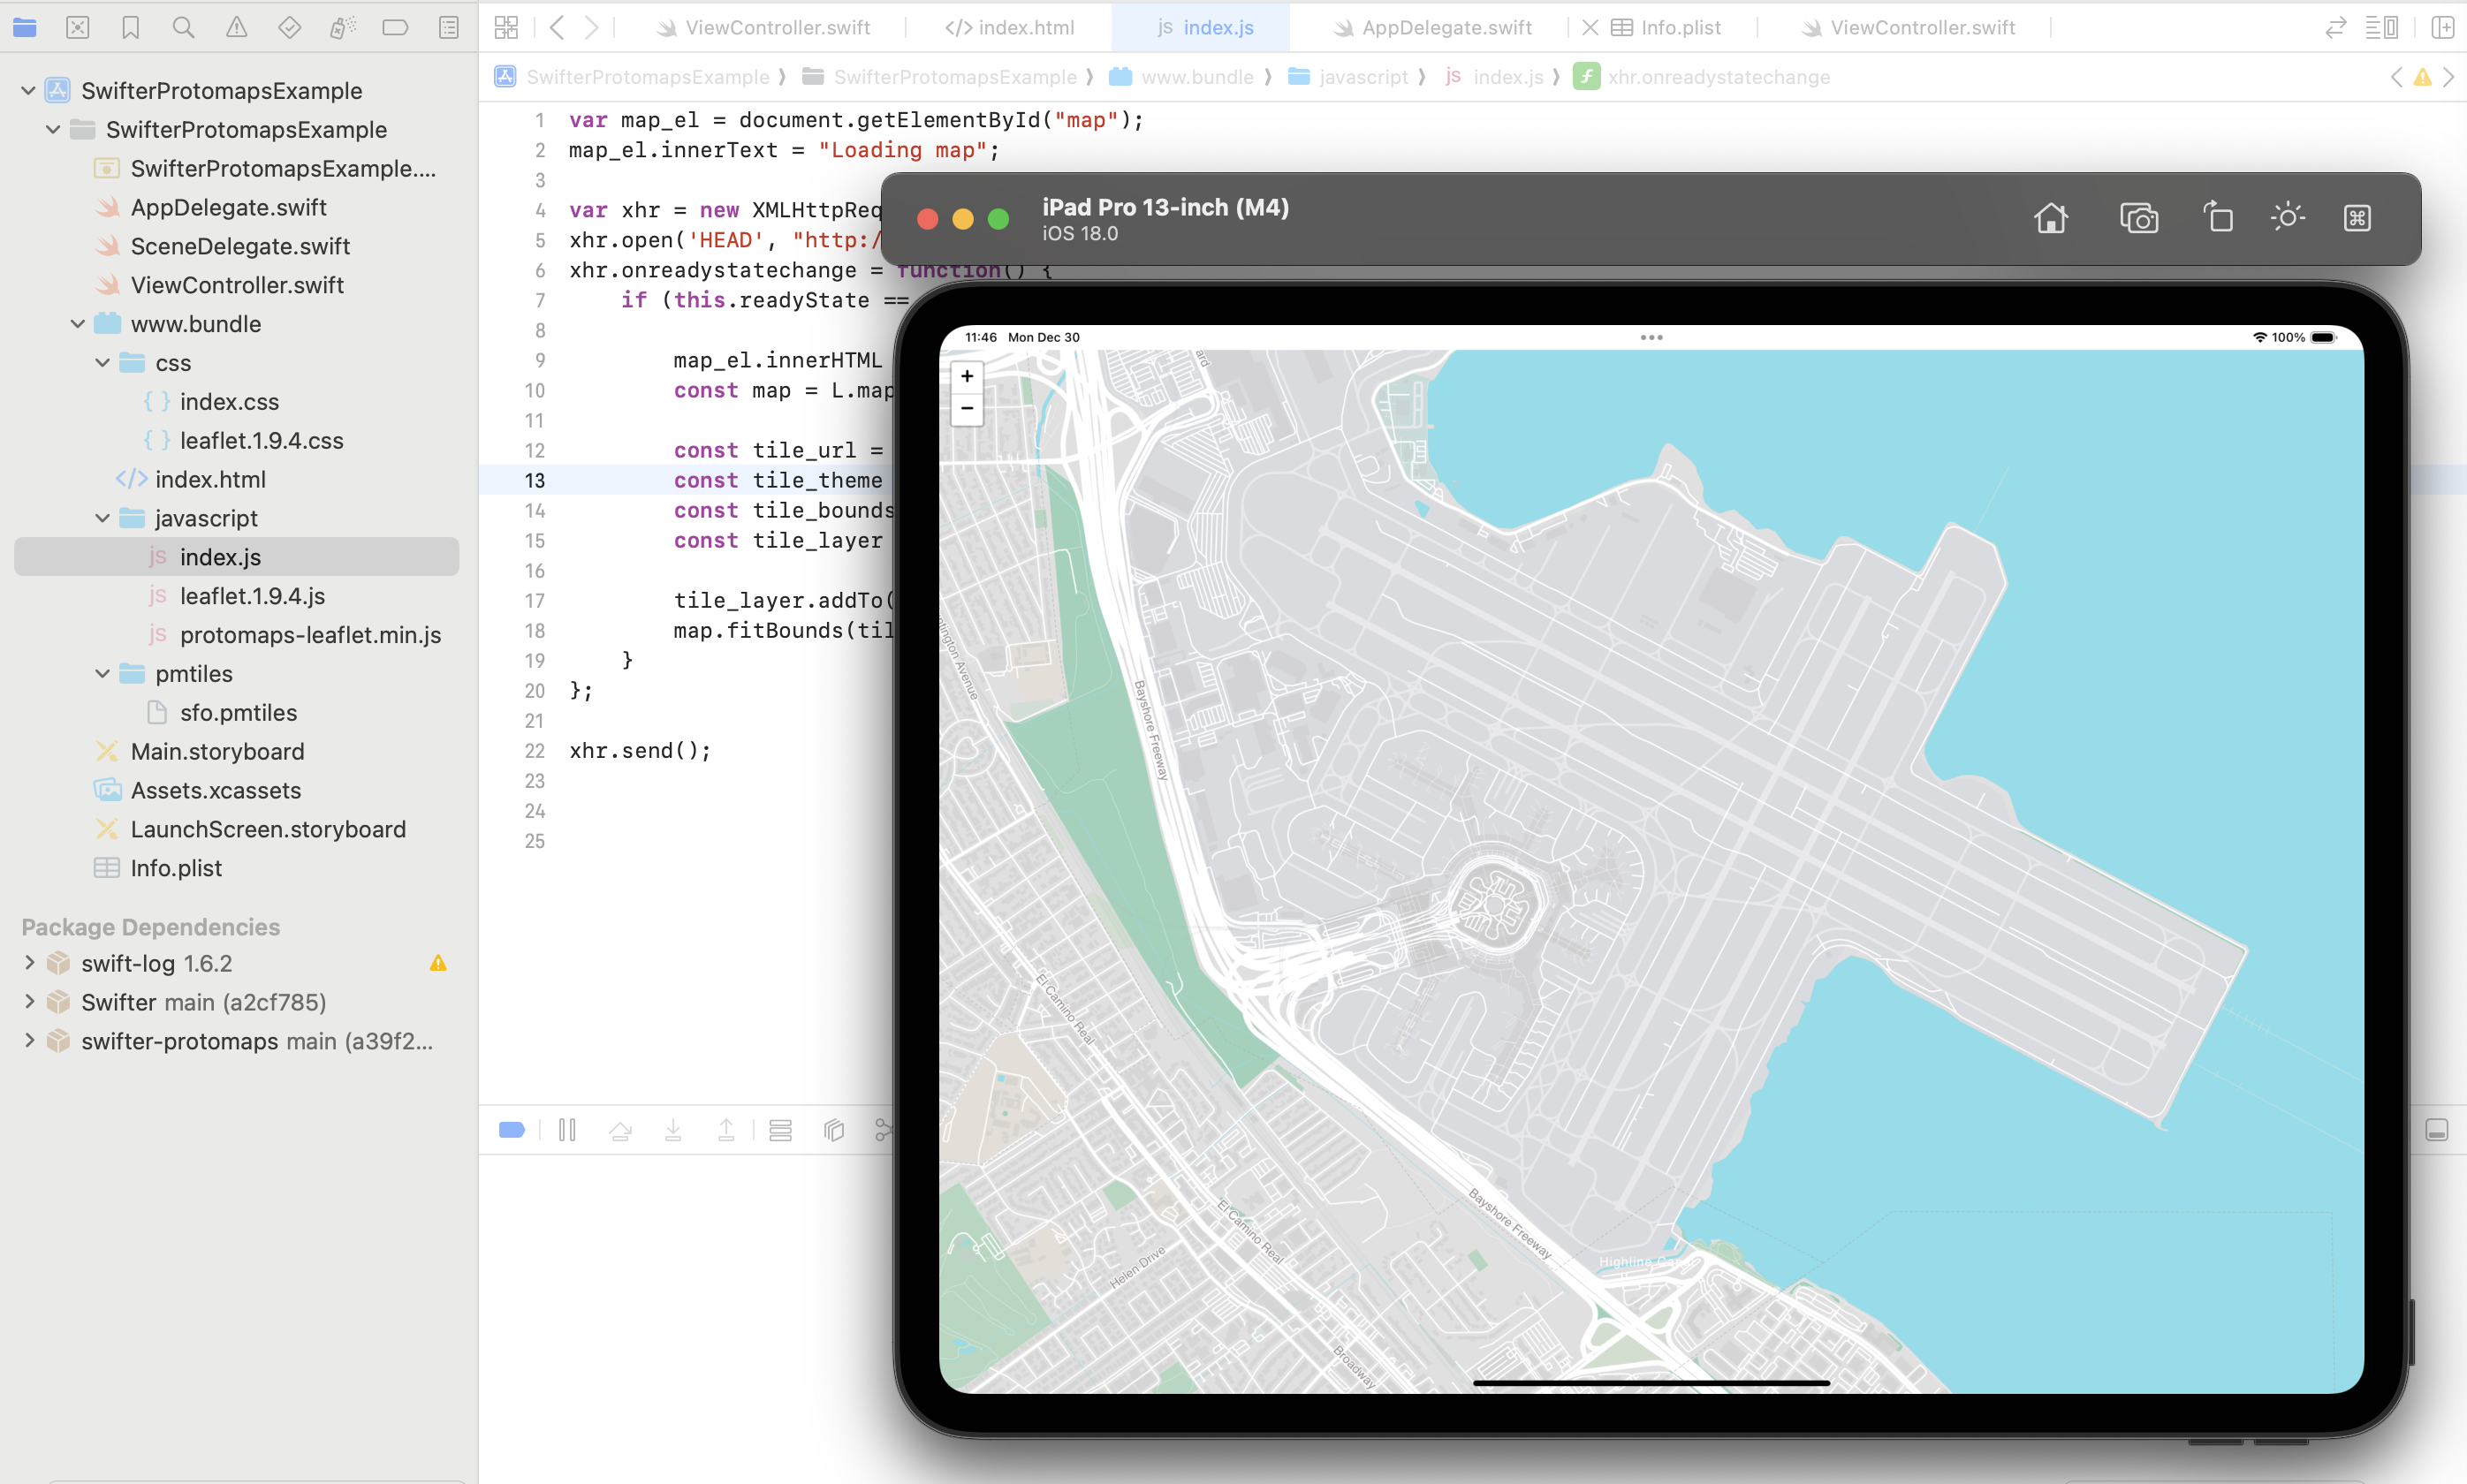 ViewController.swift
</> index.html
js index.js
AppDelegate.swift
Info.plist
ViewController.swift
SwifterProtomapsExample
SwifterProtomapsExample
www.bundle
javascript
js index.js
f xhr.onreadystatechange
SwifterProtomapsExample
SwifterProtomapsExample
SwifterProtomapsExample....
AppDelegate.swift
SceneDelegate.swift
ViewController.swift
www.bundle
css
{ } index.css
{ } leaflet.1.9.4.css
</> index.html
javascript
js index.js
js leaflet.1.9.4.js
js protomaps-leaflet.min.js
pmtiles
sfo.pmtiles
Main.storyboard
Assets.xcassets
LaunchScreen.storyboard
Info.plist
Package Dependencies
swift-log 1.6.2
Swifter main (a2cf785)
swifter-protomaps main (a39f2...
1 var map_el = document.getElementById("map");
2 map_el.innerText = "Loading map";
3
4 var xhr = new XMLHttpReq
5 xhr.open('HEAD', "http:/
6 xhr.onreadystatechange = function() {
7 if (this.readyState ==
8
9 map_el.innerHTML
10 const map = L.map
11
12 const tile_url =
13 const tile_theme
14 const tile_bounds
15 const tile_layer
16
17 tile_layer.addTo(
18 map.fitBounds(til
19 }
20 };
21
22 xhr.send();
23
24
25
iPad Pro 13-inch (M4)
iOS 18.0
11:46 Mon Dec 30
100%
+
−
ard
ington Avenue
Bayshore Freeway
El Camino Real
El Camino Real
Helen Drive
Bayshore Freeway
Broadway
Highline